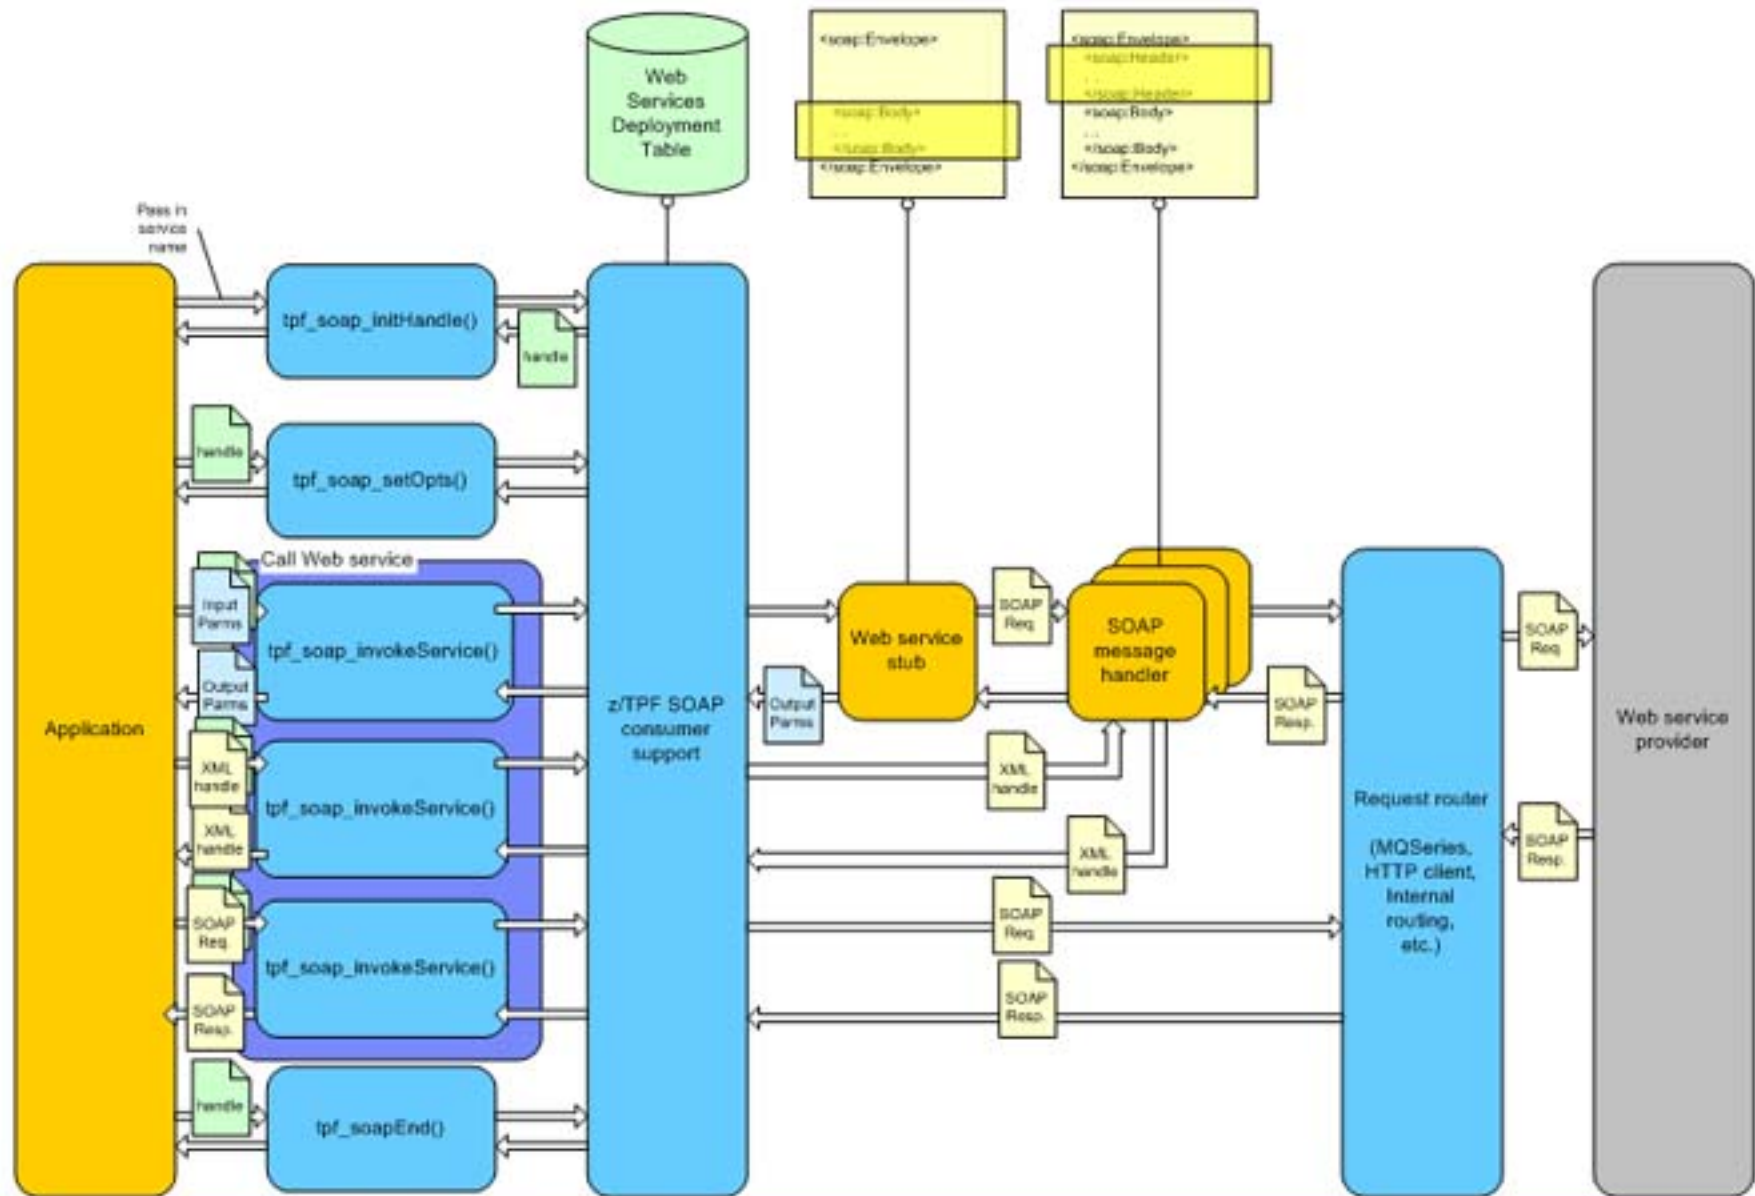 Web
Services
Deployment
Table
<soap:Envelope>
<soap:Body>
...
</soap:Body>
</soap:Envelope>
<soap:Envelope>
<soap:Header>
...
</soap:Header>
<soap:Body>
...
</soap:Body>
</soap:Envelope>
Pass in
service
name
Application
tpf_soap_initHandle()
handle
handle
tpf_soap_setOpts()
Call Web service
Input
Parms
tpf_soap_invokeService()
Output
Parms
XML
handle
tpf_soap_invokeService()
XML
handle
SOAP
Req.
tpf_soap_invokeService()
SOAP
Resp.
handle
tpf_soapEnd()
z/TPF SOAP
consumer
support
Web service
stub
Output
Parms
SOAP
Req.
SOAP
message
handler
SOAP
Resp.
XML
handle
XML
handle
SOAP
Req.
SOAP
Resp.
Request router
(MQSeries,
HTTP client,
Internal
routing,
etc.)
SOAP
Req.
SOAP
Resp.
Web service
provider